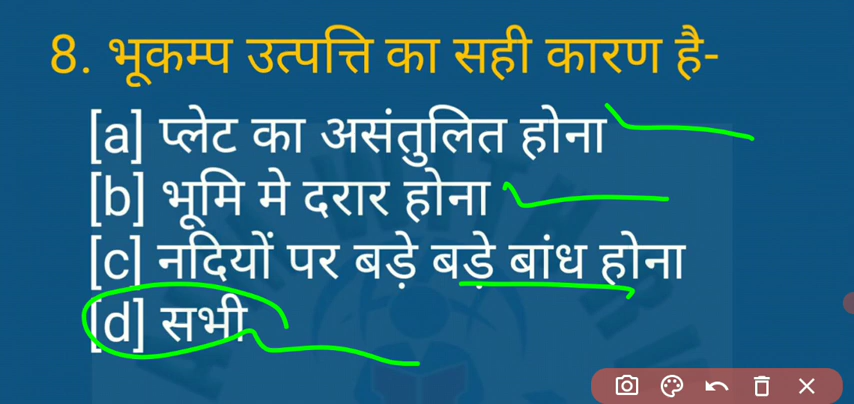 8. भूकम्प उत्पत्ति का सही कारण है-
[a] प्लेट का असंतुलित होना
[b] भूमि मे दरार होना
[c] नदियों पर बड़े बड़े बांध होना
[d] सभी